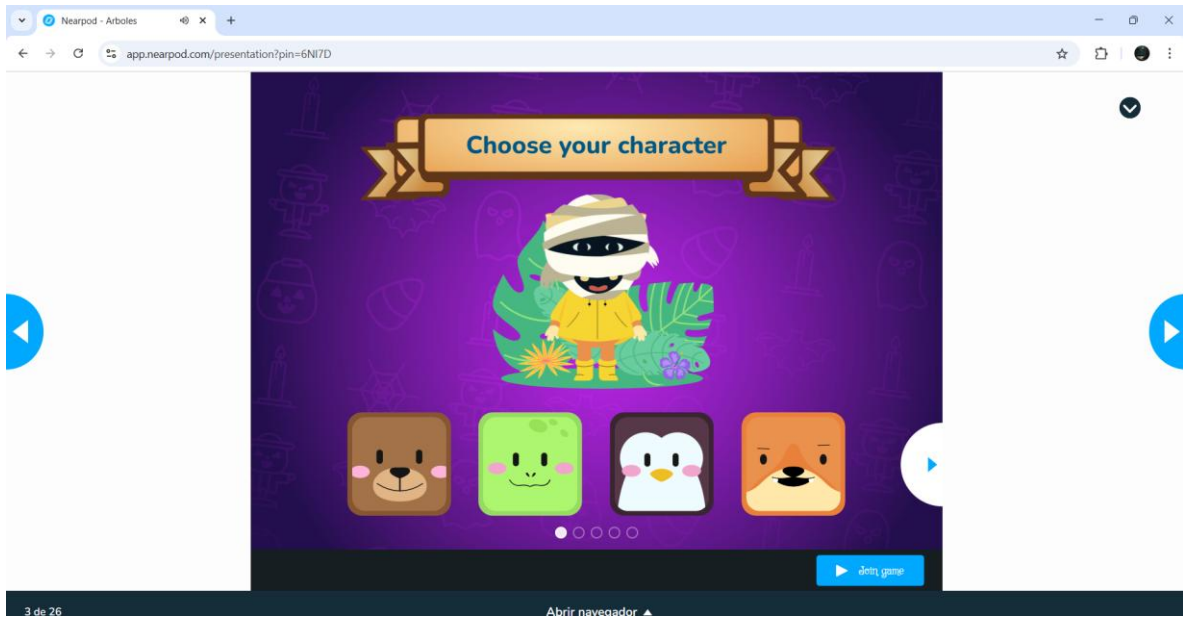 Nearpod - Arboles
app.nearpod.com/presentation?pin=6NI7D
Choose your character
Join game
3 de 26
Abrir navegador